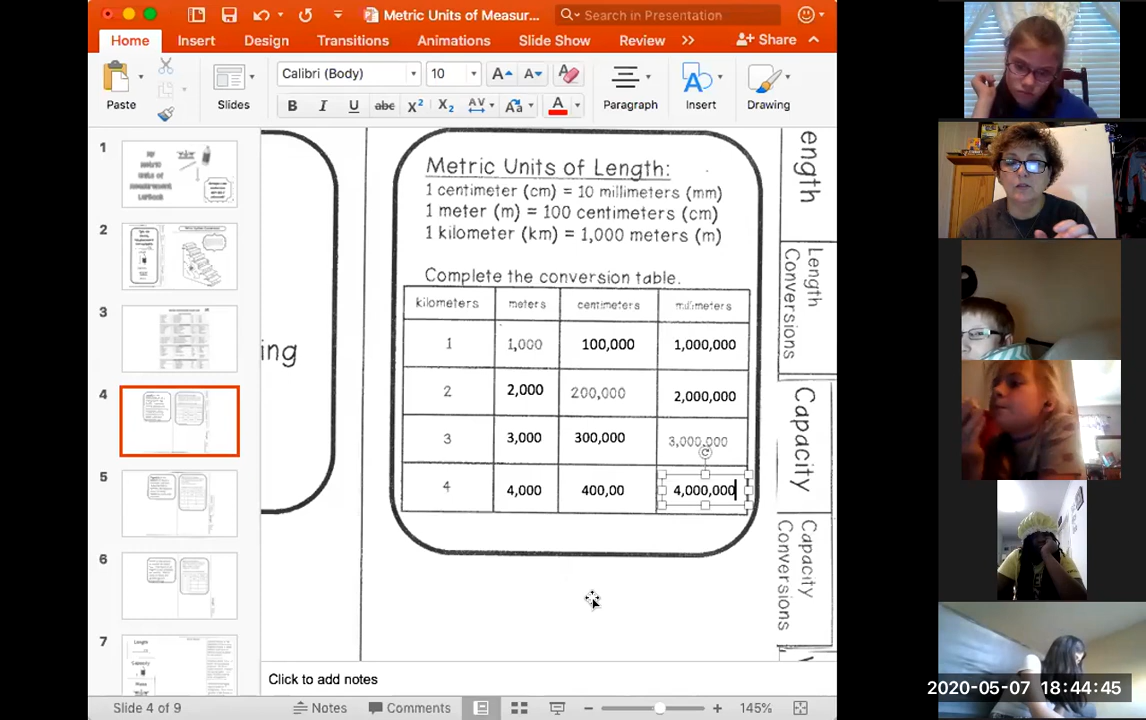 Metric Units of Measur...
Search in Presentation
Home Insert Design Transitions Animations Slide Show Review >> Share
Paste Slides Calibri (Body) 10 Paragraph Insert Drawing
B I U abc X² X₂ AV Aa A
1
2
3
4
5
6
7
ing
Metric Units of Length:
1 centimeter (cm) = 10 millimeters (mm)
1 meter (m) = 100 centimeters (cm)
1 kilometer (km) = 1,000 meters (m)
Complete the conversion table.
kilometers meters centimeters millimeters
1 1,000 100,000 1,000,000
2 2,000 200,000 2,000,000
3 3,000 300,000 3,000,000
4 4,000 400,00 4,000,000
ength
Length
Conversions
Capacity
Capacity
Conversions
Click to add notes
Slide 4 of 9 Notes Comments 145%
2020-05-07 18:44:45